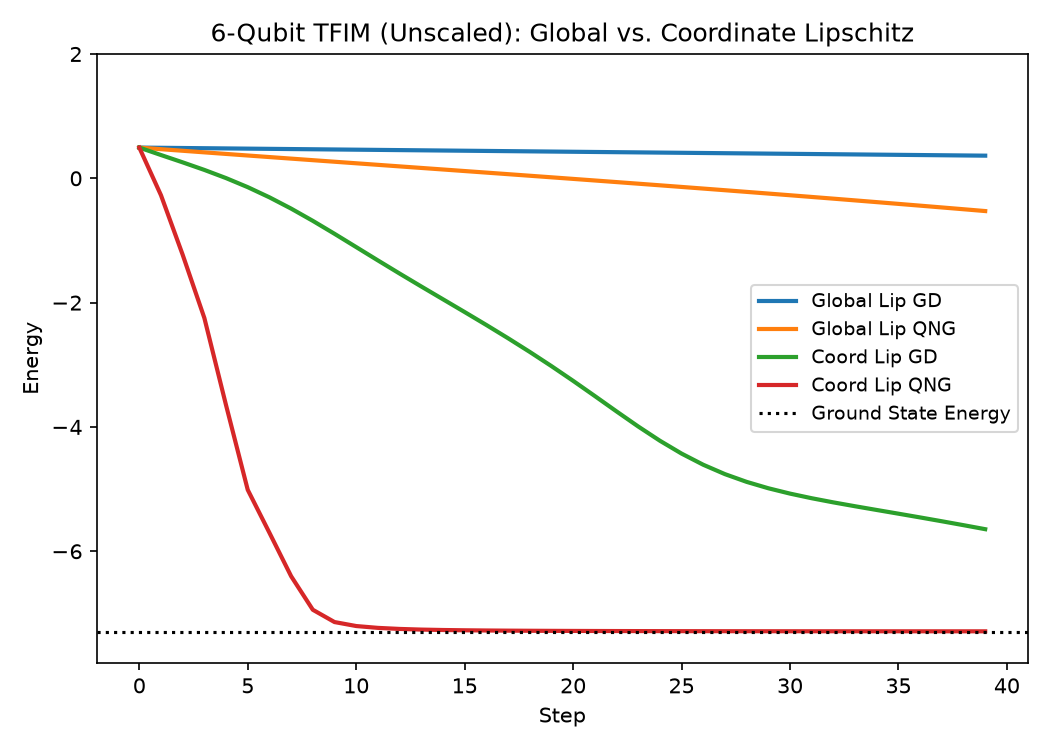 6-Qubit TFIM (Unscaled): Global vs. Coordinate Lipschitz
2
0
−2
−4
−6
Energy
Global Lip GD
Global Lip QNG
Coord Lip GD
Coord Lip QNG
Ground State Energy
0 5 10 15 20 25 30 35 40
Step